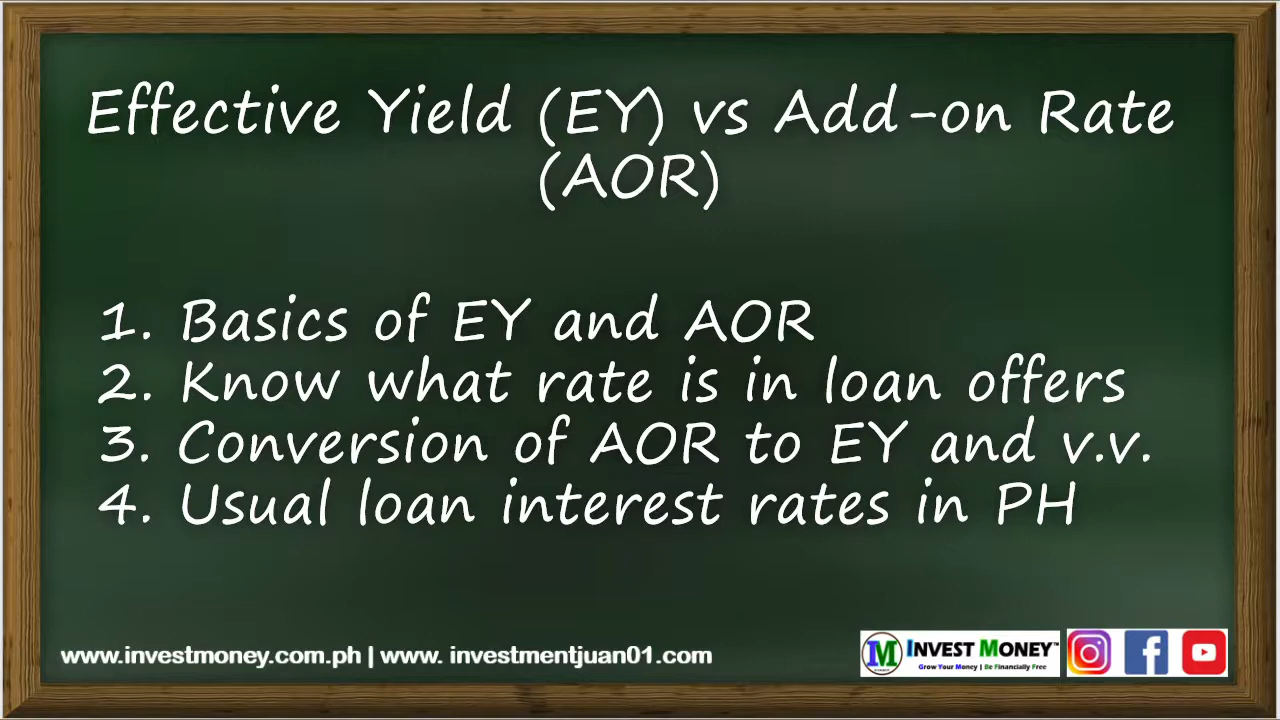 Effective Yield (EY) vs Add-on Rate
(AOR)
1. Basics of EY and AOR
2. Know what rate is in loan offers
3. Conversion of AOR to EY and v.v.
4. Usual loan interest rates in PH
www.investmoney.com.ph | www. investmentjuan01.com
INVEST MONEY™
Grow Your Money | Be Financially Free